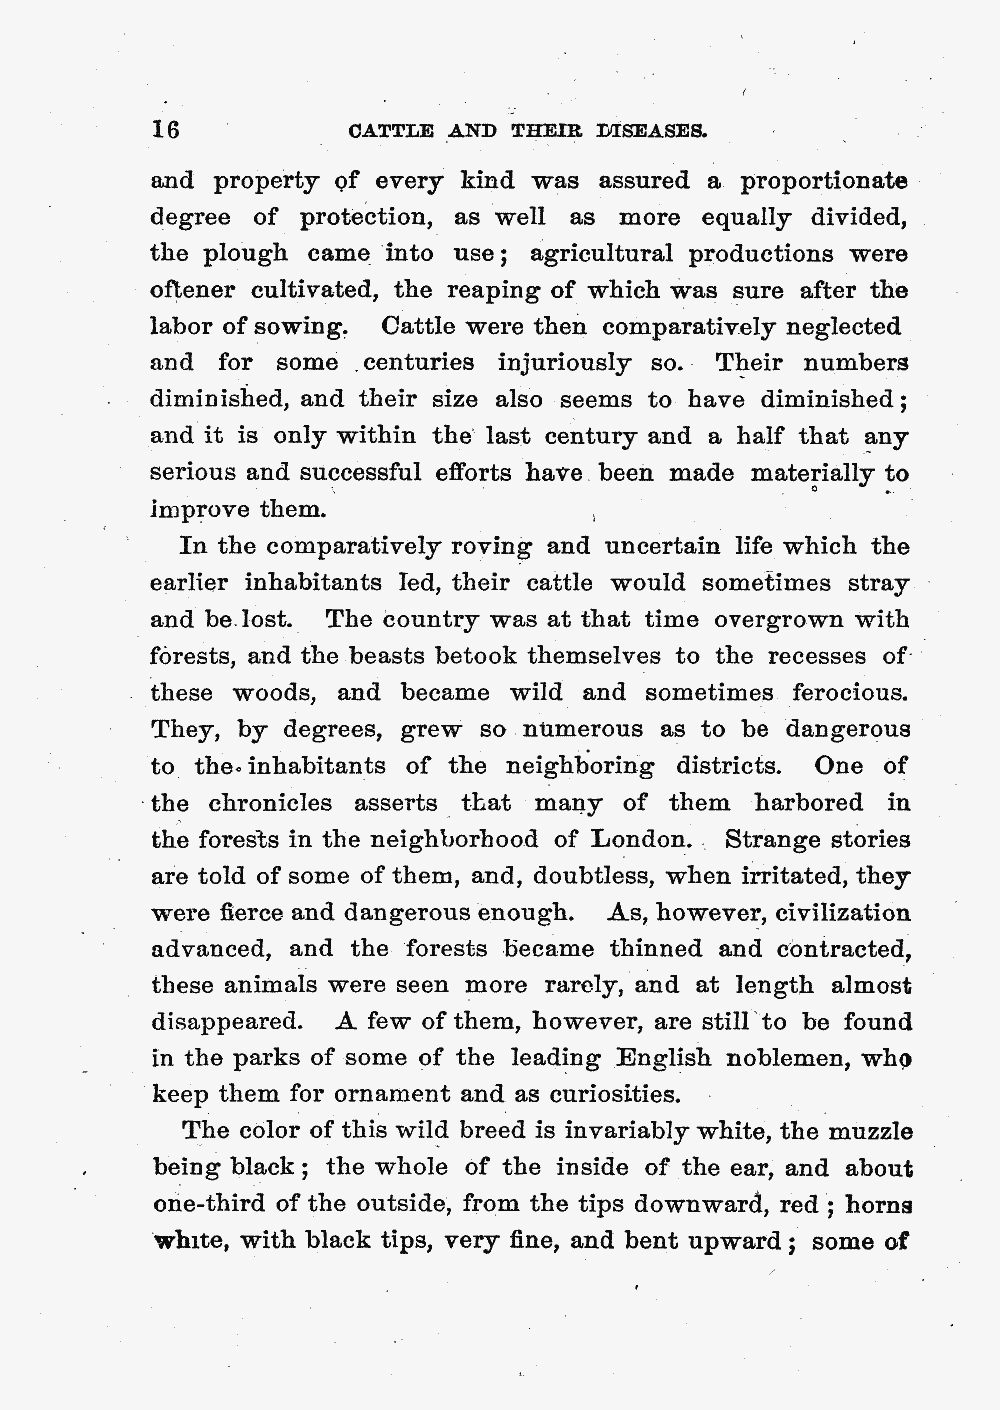 16 CATTLE AND THEIR DISEASES.
and property of every kind was assured a proportionate
degree of protection, as well as more equally divided,
the plough came into use; agricultural productions were
oftener cultivated, the reaping of which was sure after the
labor of sowing. Cattle were then comparatively neglected
and for some centuries injuriously so. Their numbers
diminished, and their size also seems to have diminished;
and it is only within the last century and a half that any
serious and successful efforts have been made materially to
improve them.
In the comparatively roving and uncertain life which the
earlier inhabitants led, their cattle would sometimes stray
and be lost. The country was at that time overgrown with
forests, and the beasts betook themselves to the recesses of
these woods, and became wild and sometimes ferocious.
They, by degrees, grew so numerous as to be dangerous
to the inhabitants of the neighboring districts. One of
the chronicles asserts that many of them harbored in
the forests in the neighborhood of London. Strange stories
are told of some of them, and, doubtless, when irritated, they
were fierce and dangerous enough. As, however, civilization
advanced, and the forests became thinned and contracted,
these animals were seen more rarely, and at length almost
disappeared. A few of them, however, are still to be found
in the parks of some of the leading English noblemen, who
keep them for ornament and as curiosities.
The color of this wild breed is invariably white, the muzzle
being black; the whole of the inside of the ear, and about
one-third of the outside, from the tips downward, red; horns
white, with black tips, very fine, and bent upward; some of